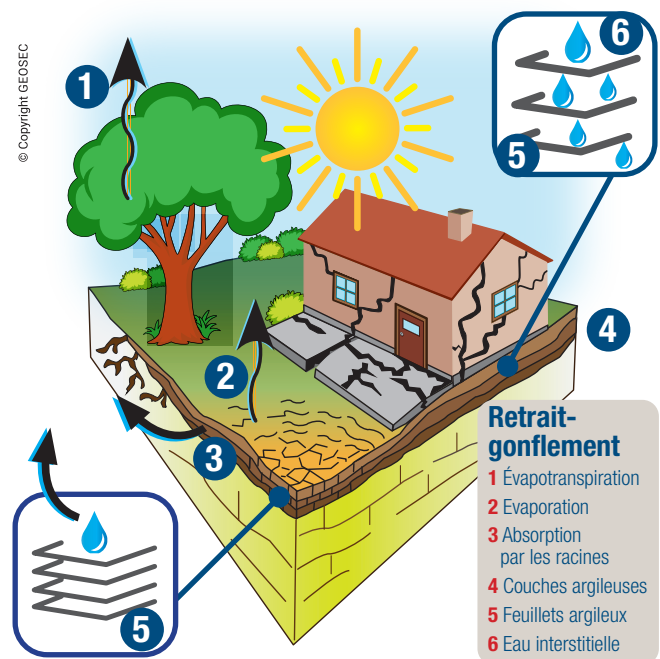 © Copyright GEOSEC
1
6
5
4
2
3
5
Retrait-
gonflement
1 Évapotranspiration
2 Evaporation
3 Absorption
par les racines
4 Couches argileuses
5 Feuillets argileux
6 Eau interstitielle